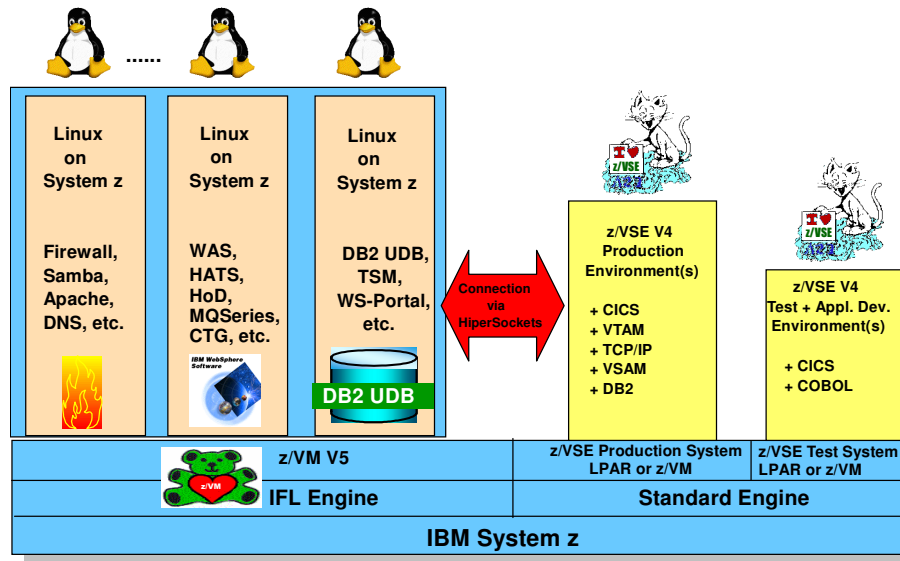 ......
Linux
on
System z
Firewall,
Samba,
Apache,
DNS, etc.
Linux
on
System z
WAS,
HATS,
HoD,
MQSeries,
CTG, etc.
IBM WebSphere
Software
Linux
on
System z
DB2 UDB,
TSM,
WS-Portal,
etc.
DB2 UDB
Connection
via
HiperSockets
I
z/VSE
z/VSE V4
Production
Environment(s)
+ CICS
+ VTAM
+ TCP/IP
+ VSAM
+ DB2
I
z/VSE
z/VSE V4
Test + Appl. Dev.
Environment(s)
+ CICS
+ COBOL
z/VM
z/VM V5
z/VSE Production System
LPAR or z/VM
z/VSE Test System
LPAR or z/VM
IFL Engine
Standard Engine
IBM System z